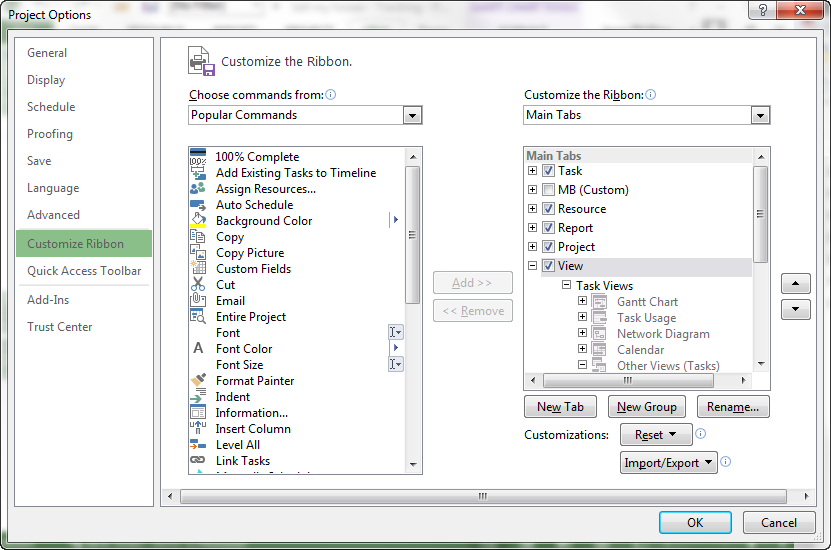 Project Options
General
Display
Schedule
Proofing
Save
Language
Advanced
Customize Ribbon
Quick Access Toolbar
Add-Ins
Trust Center
Customize the Ribbon.
Choose commands from:
Popular Commands
100% Complete
Add Existing Tasks to Timeline
Assign Resources...
Auto Schedule
Background Color
Copy
Copy Picture
Custom Fields
Cut
Email
Entire Project
Font
Font Color
Font Size
Format Painter
Indent
Information...
Insert Column
Level All
Link Tasks
Add >>
<< Remove
Customize the Ribbon:
Main Tabs
Main Tabs
Task
MB (Custom)
Resource
Report
Project
View
Task Views
Gantt Chart
Task Usage
Network Diagram
Calendar
Other Views (Tasks)
New Tab
New Group
Rename...
Customizations:
Reset
Import/Export
OK
Cancel